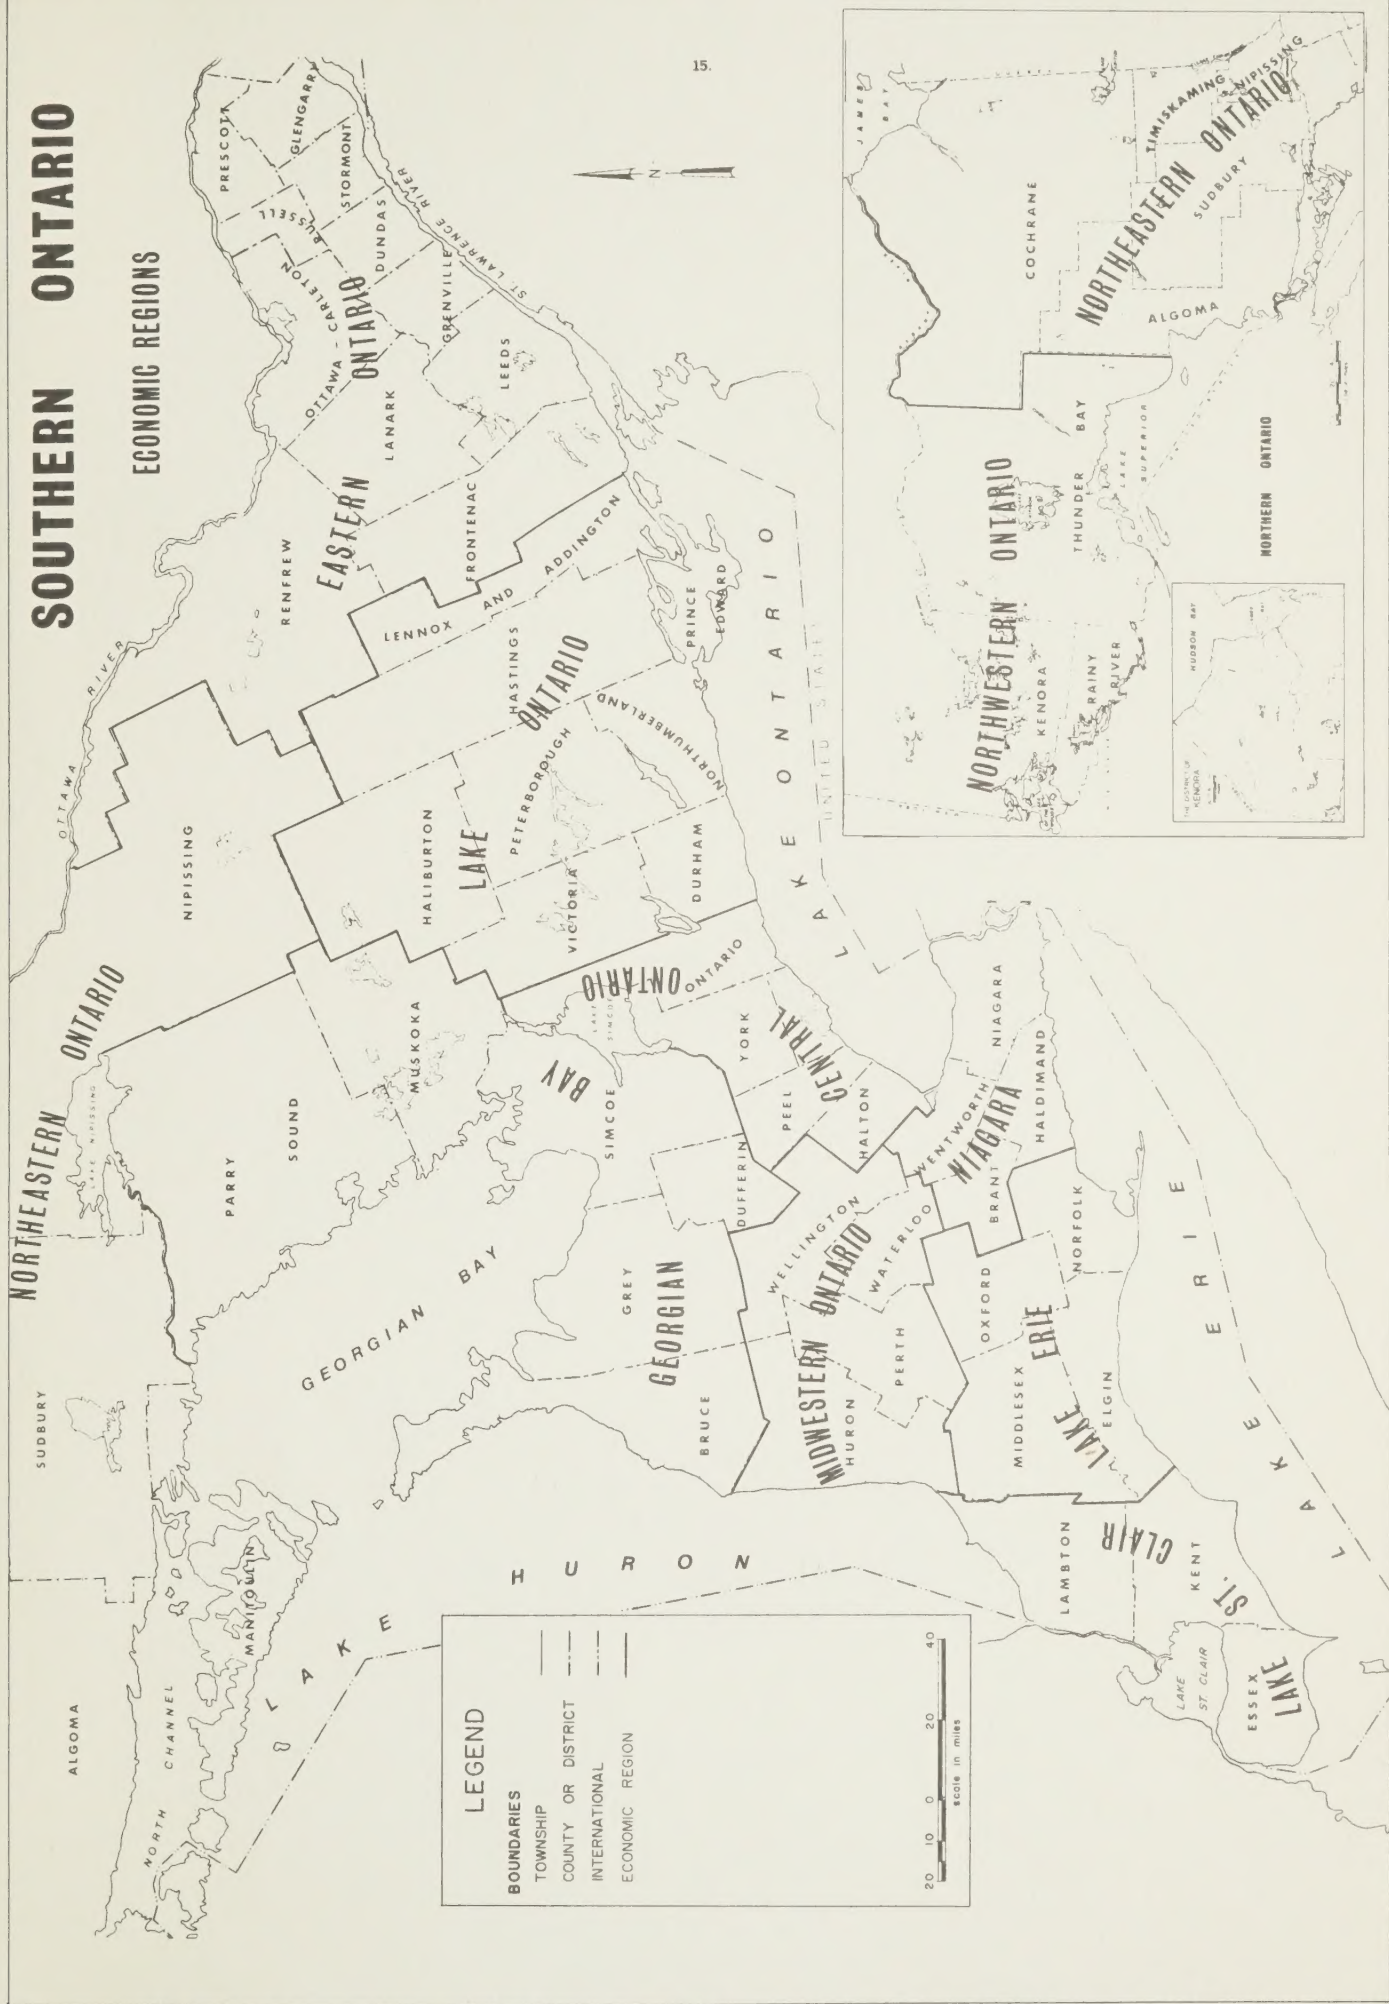 15.
SOUTHERN ONTARIO
ECONOMIC REGIONS
PRESCOTA
GLENGARRY
STORMONT
RUSSELL
DUNDAS
OTTAWA - CARLETON
GRENVILLE
ST. LAWRENCE RIVER
LEEDS
LANARK
EASTERN ONTARIO
RENFREW
FRONTENAC
OTTAWA RIVER
LENNOX AND ADDINGTON
HASTINGS
PRINCE EDWARD
LAKE ONTARIO
PETERBOROUGH
NORTHUMBERLAND
HALIBURTON
VICTORIA
DURHAM
NIPISSING
LAKE ONTARIO
UNITED STATES
NORTHEASTERN ONTARIO
LAKE NIPISSING
PARRY SOUND
MUSKOKA
LAKE SIMCOE
ONTARIO
YORK
CENTRAL ONTARIO
PEEL
HALTON
SIMCOE
DUFFERIN
GEORGIAN BAY
GREY
BRUCE
GEORGIAN BAY
WELLINGTON
WATERLOO
MIDWESTERN ONTARIO
HURON
PERTH
WENTWORTH
NIAGARA
NIAGARA
BRANT
HALDIMAND
OXFORD
NORFOLK
MIDDLESEX
ELGIN
LAKE ERIE
LAKE ERIE
LAMBTON
KENT
ESSEX
LAKE ST. CLAIR
LAKE ST CLAIR
SUDBURY
ALGOMA
NORTH CHANNEL
MANITOULIN
LAKE HURON
LEGEND
BOUNDARIES
TOWNSHIP
COUNTY OR DISTRICT
INTERNATIONAL
ECONOMIC REGION
20 10 0 20 40
scale in miles
N
JAMES BAY
COCHRANE
TIMISKAMING
NIPISSING
NORTHEASTERN ONTARIO
SUDBURY
ALGOMA
NORTHWESTERN ONTARIO
THUNDER BAY
LAKE SUPERIOR
KENORA
RAINY RIVER
NORTHERN ONTARIO
HUDSON BAY
THE DISTRICT OF
KENORA